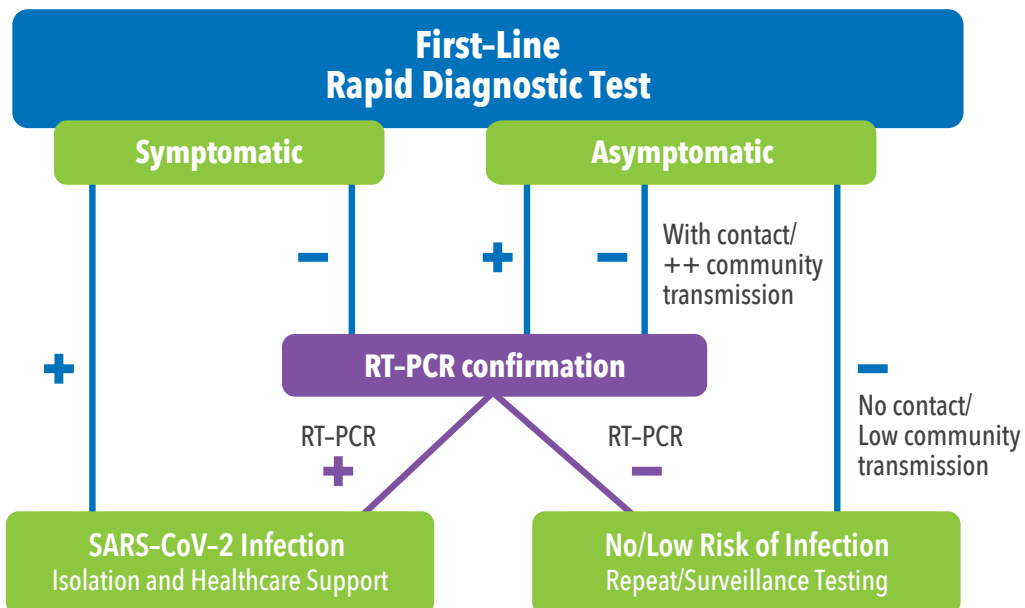 First–Line
Rapid Diagnostic Test
Symptomatic
Asymptomatic
+
–
+
–
With contact/
++ community
transmission
+
RT–PCR confirmation
–
No contact/
Low community
transmission
RT–PCR
+
RT–PCR
–
SARS–CoV–2 Infection
Isolation and Healthcare Support
No/Low Risk of Infection
Repeat/Surveillance Testing